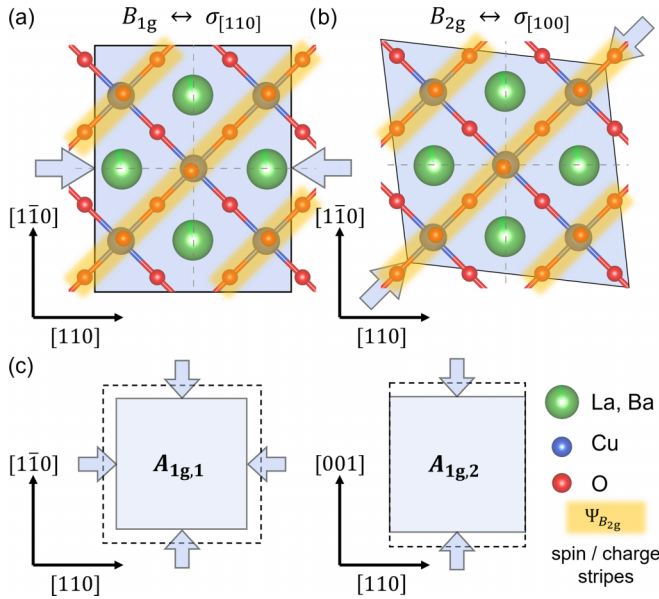 (a) B₁g ↔ σ[110]
(b) B₂g ↔ σ[100]
[11̄0]
[110]
[11̄0]
[110]
(c)
[11̄0]
A₁g,₁
[110]
[001]
A₁g,₂
[110]
La, Ba
Cu
O
Ψ_B₂g
spin / charge
stripes